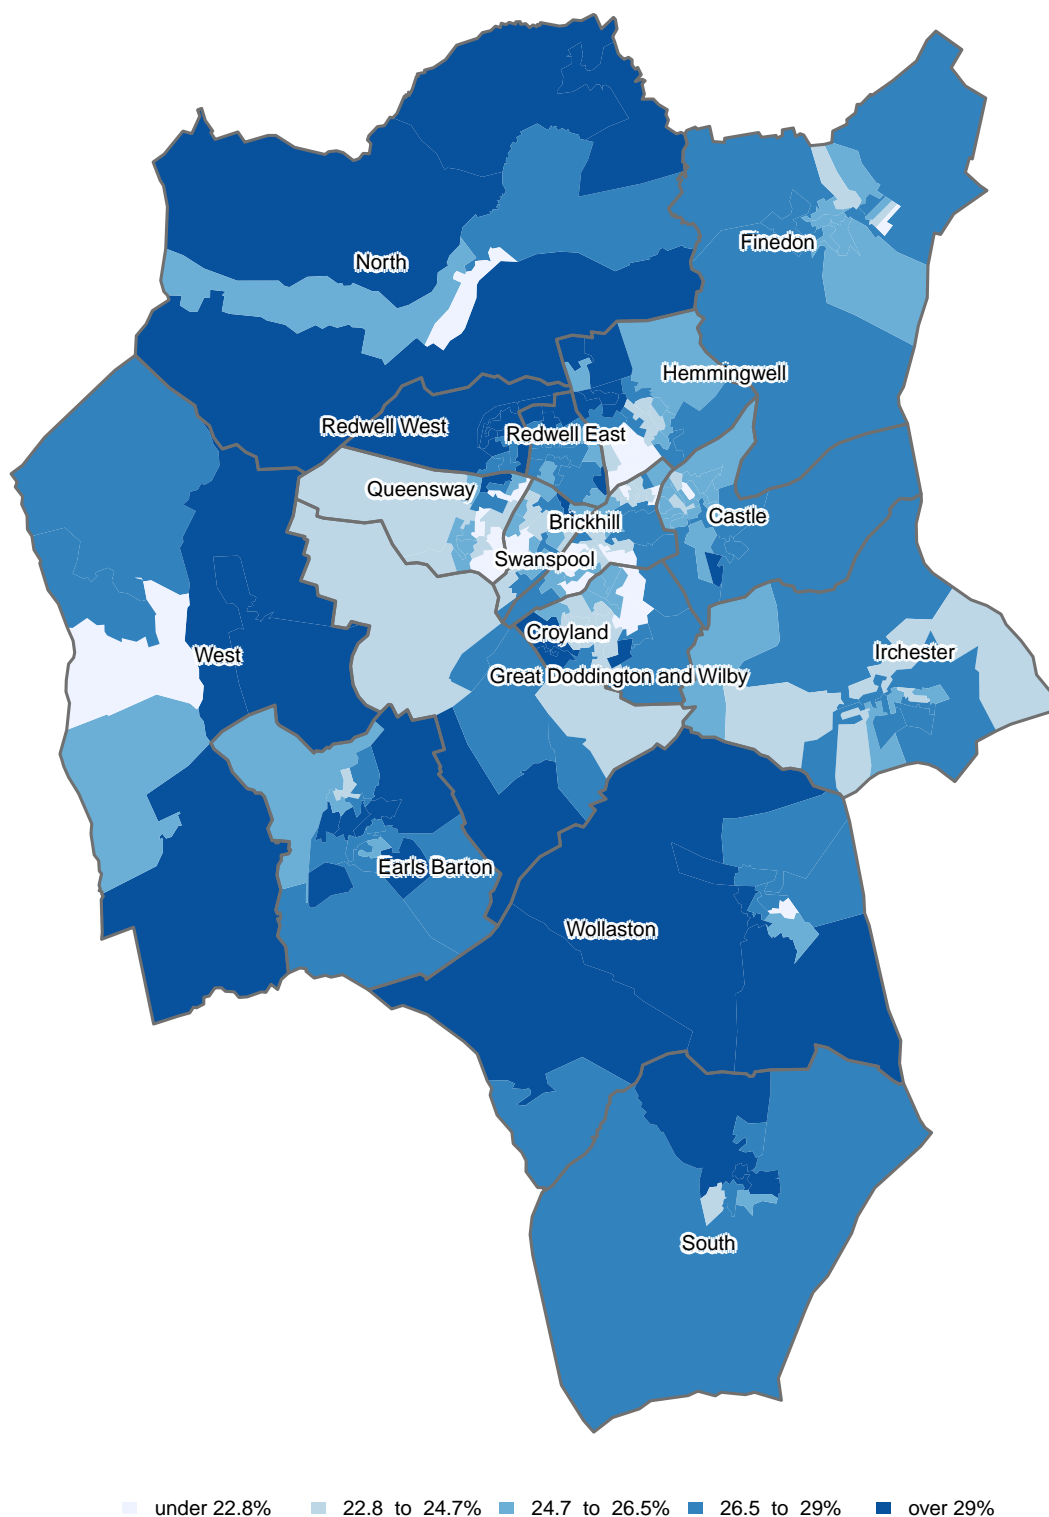 North
Finedon
Hemmingwell
Redwell West
Redwell East
Queensway
Brickhill
Castle
Swanspool
Croyland
West
Irchester
Great Doddington and Wilby
Earls Barton
Wollaston
South
under 22.8% 22.8 to 24.7% 24.7 to 26.5% 26.5 to 29% over 29%